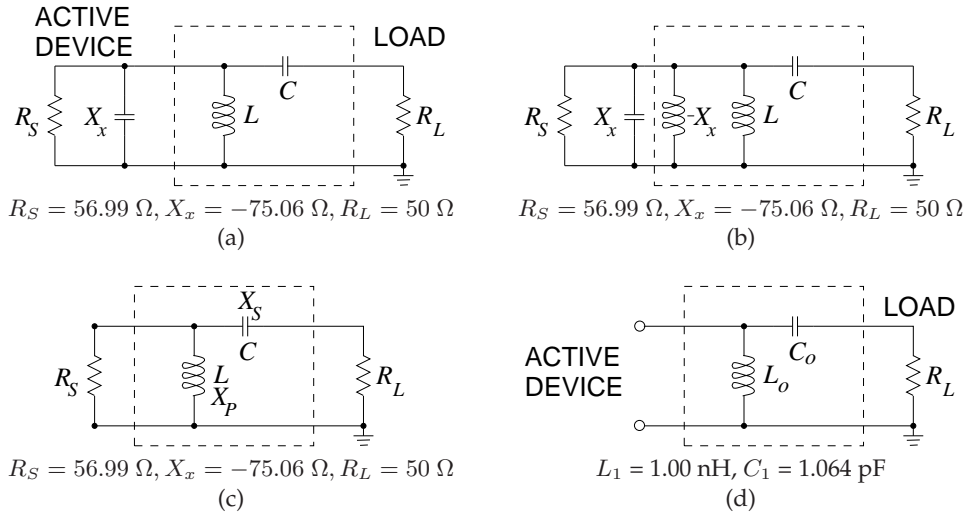 ACTIVE DEVICE
LOAD
R_S
X_x
L
C
R_L
R_S = 56.99 Ω, X_x = −75.06 Ω, R_L = 50 Ω
(a)
R_S
X_x
-X_x
L
C
R_L
R_S = 56.99 Ω, X_x = −75.06 Ω, R_L = 50 Ω
(b)
R_S
X_S
C
L
X_P
R_L
R_S = 56.99 Ω, X_x = −75.06 Ω, R_L = 50 Ω
(c)
ACTIVE DEVICE
LOAD
C_o
L_o
R_L
L_1 = 1.00 nH, C_1 = 1.064 pF
(d)